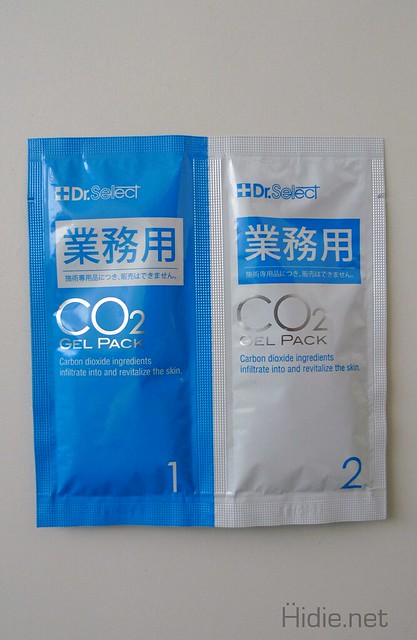 Dr.Select
業務用
施術専用品につき、販売はできません。
CO2
GEL PACK
Carbon dioxide ingredients
infiltrate into and revitalize the skin.
1
Dr.Select
業務用
施術専用品につき、販売はできません。
CO2
GEL PACK
Carbon dioxide ingredients
infiltrate into and revitalize the skin.
2
Hidie.net